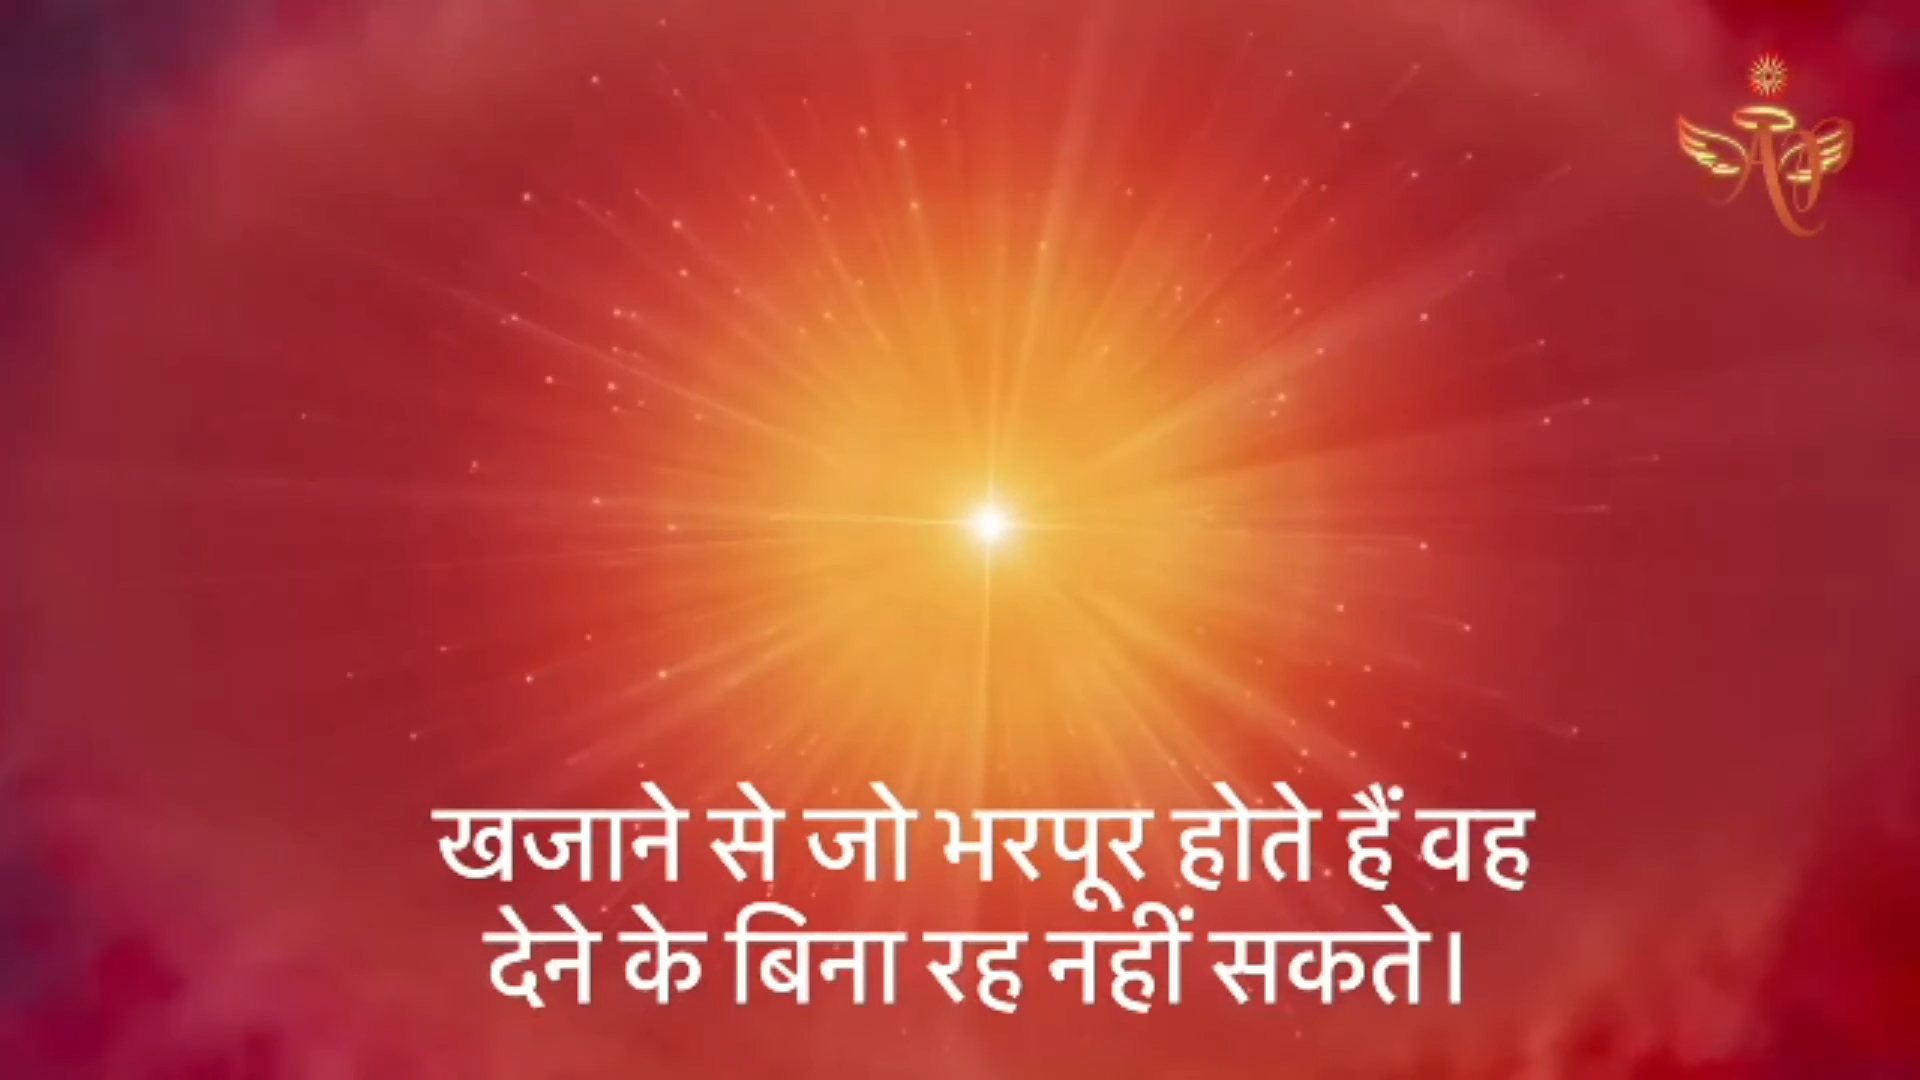 खजाने से जो भरपूर होते हैं वह
देने के बिना रह नहीं सकते।